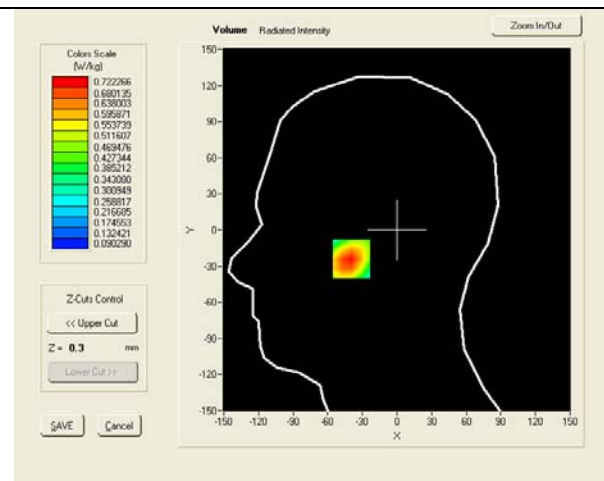 Volume Radiated Intensity
Zoom In/Out
Colors Scale
(W/kg)
0.722266
0.680135
0.638003
0.595871
0.553739
0.511607
0.469476
0.427344
0.385212
0.343080
0.300949
0.258817
0.216685
0.174553
0.132421
0.090290
Z-Cuts Control
<< Upper Cut
Z = 0.3 mm
Lower Cut >>
SAVE Cancel
150-
120-
90-
60-
30-
0-
-30-
-60-
-90-
-120-
-150-
Y
-150 -120 -90 -60 -30 0 30 60 90 120 150
X